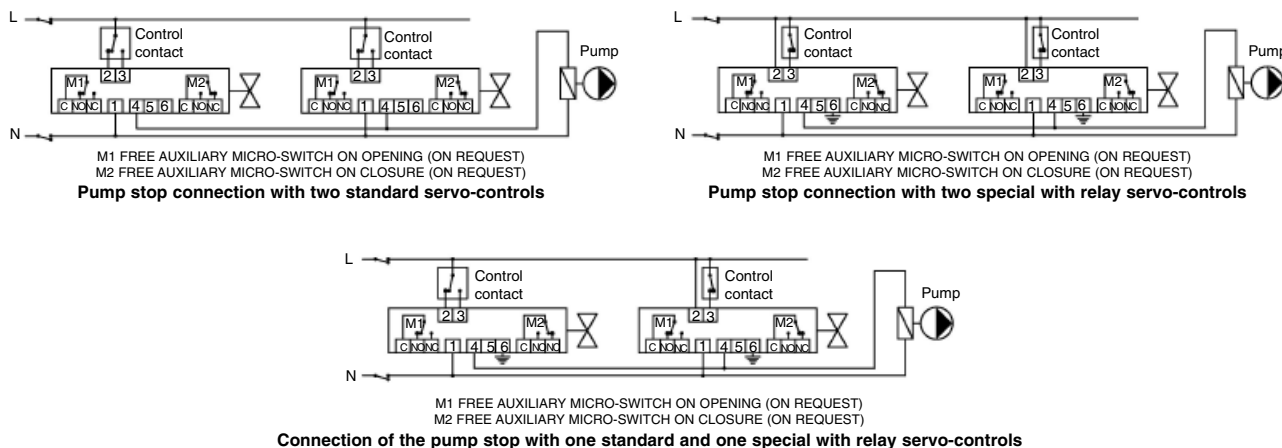 L
Control
contact
Control
contact
Pump
2 3
2 3
M1
M2
M1
M2
C NO NC 1 4 5 6 C NO NC
C NO NC 1 4 5 6 C NO NC
N
M1 FREE AUXILIARY MICRO-SWITCH ON OPENING (ON REQUEST)
M2 FREE AUXILIARY MICRO-SWITCH ON CLOSURE (ON REQUEST)
Pump stop connection with two standard servo-controls
L
Control
contact
Control
contact
Pump
2 3
2 3
M1
M2
M1
M2
C NO NC 1 4 5 6 C NO NC
C NO NC 1 4 5 6 C NO NC
N
M1 FREE AUXILIARY MICRO-SWITCH ON OPENING (ON REQUEST)
M2 FREE AUXILIARY MICRO-SWITCH ON CLOSURE (ON REQUEST)
Pump stop connection with two special with relay servo-controls
L
Control
contact
Control
contact
Pump
2 3
2 3
M1
M2
M1
M2
C NO NC 1 4 5 6 C NO NC
C NO NC 1 4 5 6 C NO NC
N
M1 FREE AUXILIARY MICRO-SWITCH ON OPENING (ON REQUEST)
M2 FREE AUXILIARY MICRO-SWITCH ON CLOSURE (ON REQUEST)
Connection of the pump stop with one standard and one special with relay servo-controls